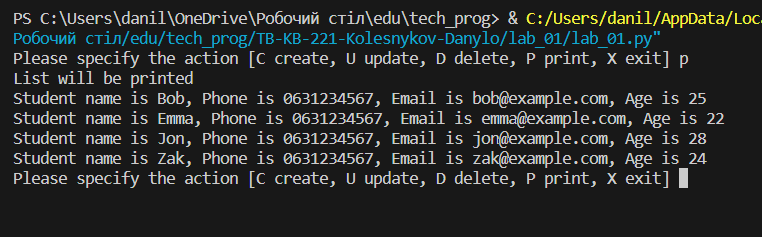 PS C:\Users\danil\OneDrive\Робочий стіл\edu\tech_prog> & C:/Users/danil/AppData/Loc
Робочий стіл/edu/tech_prog/TB-KB-221-Kolesnykov-Danylo/lab_01/lab_01.py"
Please specify the action [C create, U update, D delete, P print, X exit] p
List will be printed
Student name is Bob, Phone is 0631234567, Email is bob@example.com, Age is 25
Student name is Emma, Phone is 0631234567, Email is emma@example.com, Age is 22
Student name is Jon, Phone is 0631234567, Email is jon@example.com, Age is 28
Student name is Zak, Phone is 0631234567, Email is zak@example.com, Age is 24
Please specify the action [C create, U update, D delete, P print, X exit]